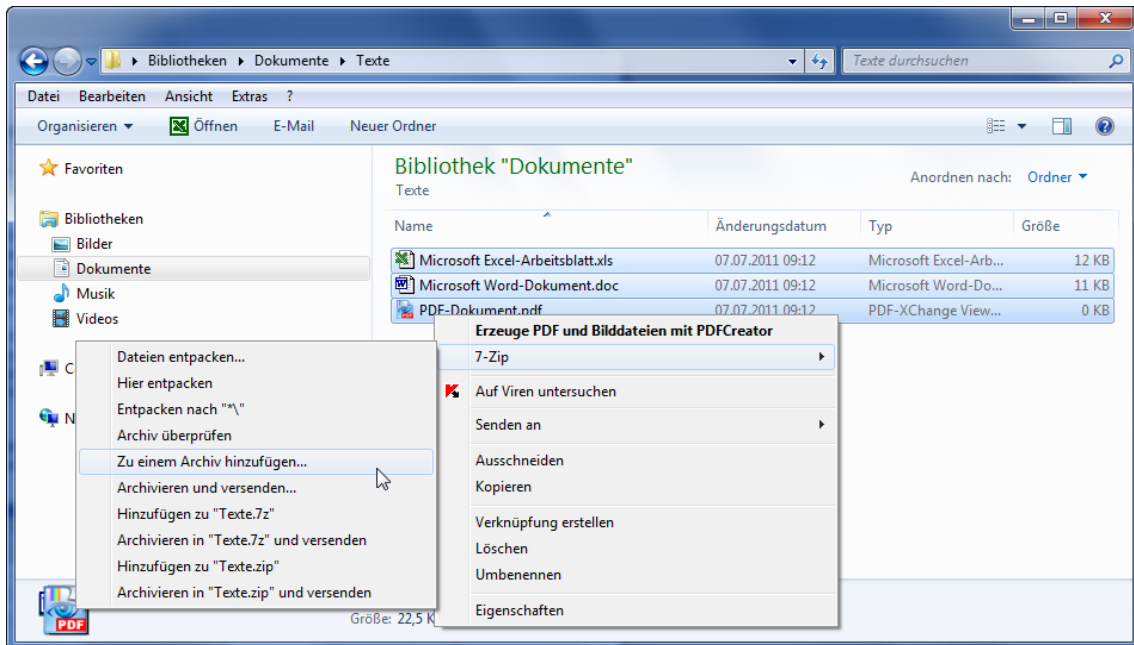 Bibliotheken Dokumente Texte
Texte durchsuchen
Datei Bearbeiten Ansicht Extras ?
Organisieren Öffnen E-Mail Neuer Ordner
Favoriten
Bibliotheken
Bilder
Dokumente
Musik
Videos
C
N
Bibliothek "Dokumente"
Texte
Anordnen nach: Ordner
Name Änderungsdatum Typ Größe
Microsoft Excel-Arbeitsblatt.xls 07.07.2011 09:12 Microsoft Excel-Arb... 12 KB
Microsoft Word-Dokument.doc 07.07.2011 09:12 Microsoft Word-Do... 11 KB
PDF-Dokument.pdf 07.07.2011 09:12 PDF-XChange View... 0 KB
Erzeuge PDF und Bilddateien mit PDFCreator
7-Zip
Auf Viren untersuchen
Senden an
Ausschneiden
Kopieren
Verknüpfung erstellen
Löschen
Umbenennen
Eigenschaften
Dateien entpacken...
Hier entpacken
Entpacken nach "*\"
Archiv überprüfen
Zu einem Archiv hinzufügen...
Archivieren und versenden...
Hinzufügen zu "Texte.7z"
Archivieren in "Texte.7z" und versenden
Hinzufügen zu "Texte.zip"
Archivieren in "Texte.zip" und versenden
PDF
Größe: 22,5 K